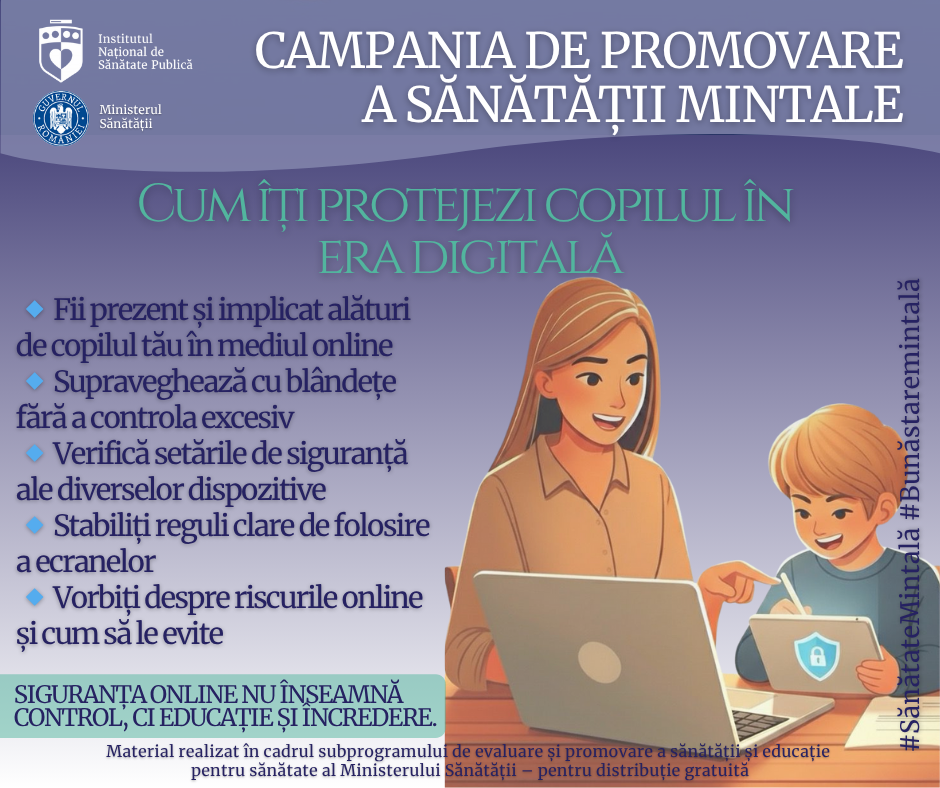 Institutul
Național de
Sănătate Publică
GUVERNUL
ROMÂNIEI
Ministerul
Sănătății
CAMPANIA DE PROMOVARE
A SĂNĂTĂȚII MINTALE
CUM ÎȚI PROTEJEZI COPILUL ÎN
ERA DIGITALĂ
Fii prezent și implicat alături
de copilul tău în mediul online
Supraveghează cu blândețe
fără a controla excesiv
Verifică setările de siguranță
ale diverselor dispozitive
Stabiliți reguli clare de folosire
a ecranelor
Vorbiți despre riscurile online
și cum să le evite
SIGURANȚA ONLINE NU ÎNSEAMNĂ
CONTROL, CI EDUCAȚIE ȘI ÎNCREDERE.
#SănătateMintală #Bunăstaremintală
Material realizat în cadrul subprogramului de evaluare și promovare a sănătății și educație
pentru sănătate al Ministerului Sănătății – pentru distribuție gratuită